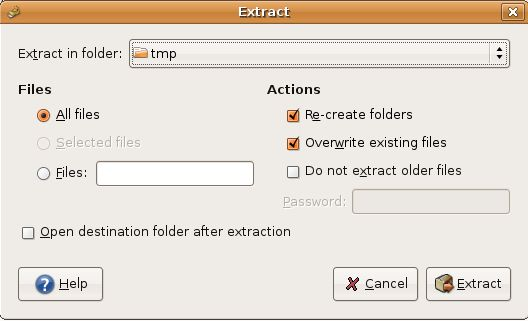 Extract
Extract in folder: tmp
Files
All files
Selected files
Files:
Actions
Re-create folders
Overwrite existing files
Do not extract older files
Password:
Open destination folder after extraction
Help
Cancel
Extract